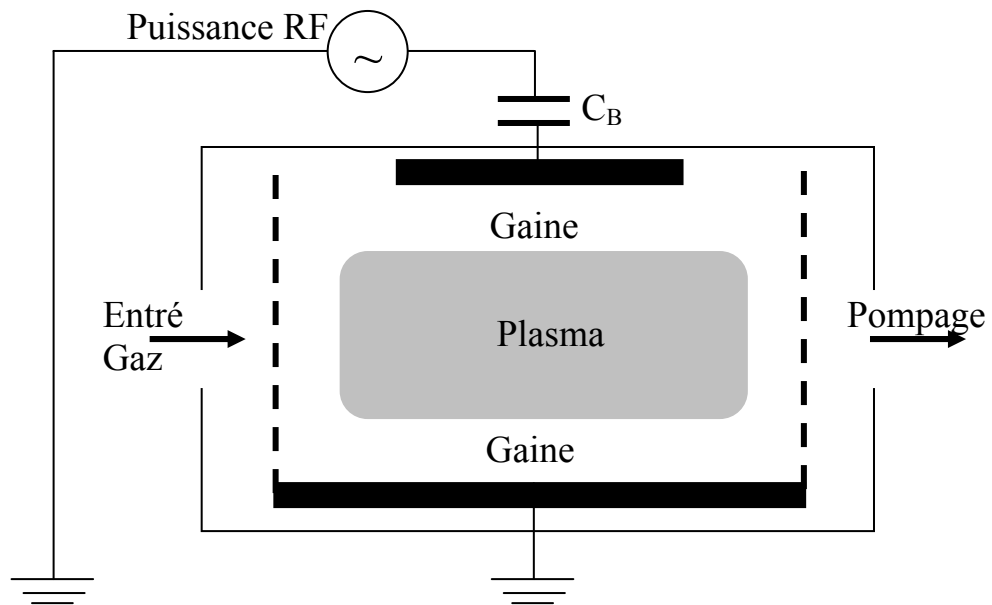 Puissance RF
~
C_B
Gaine
Entré
Gaz
Plasma
Pompage
Gaine